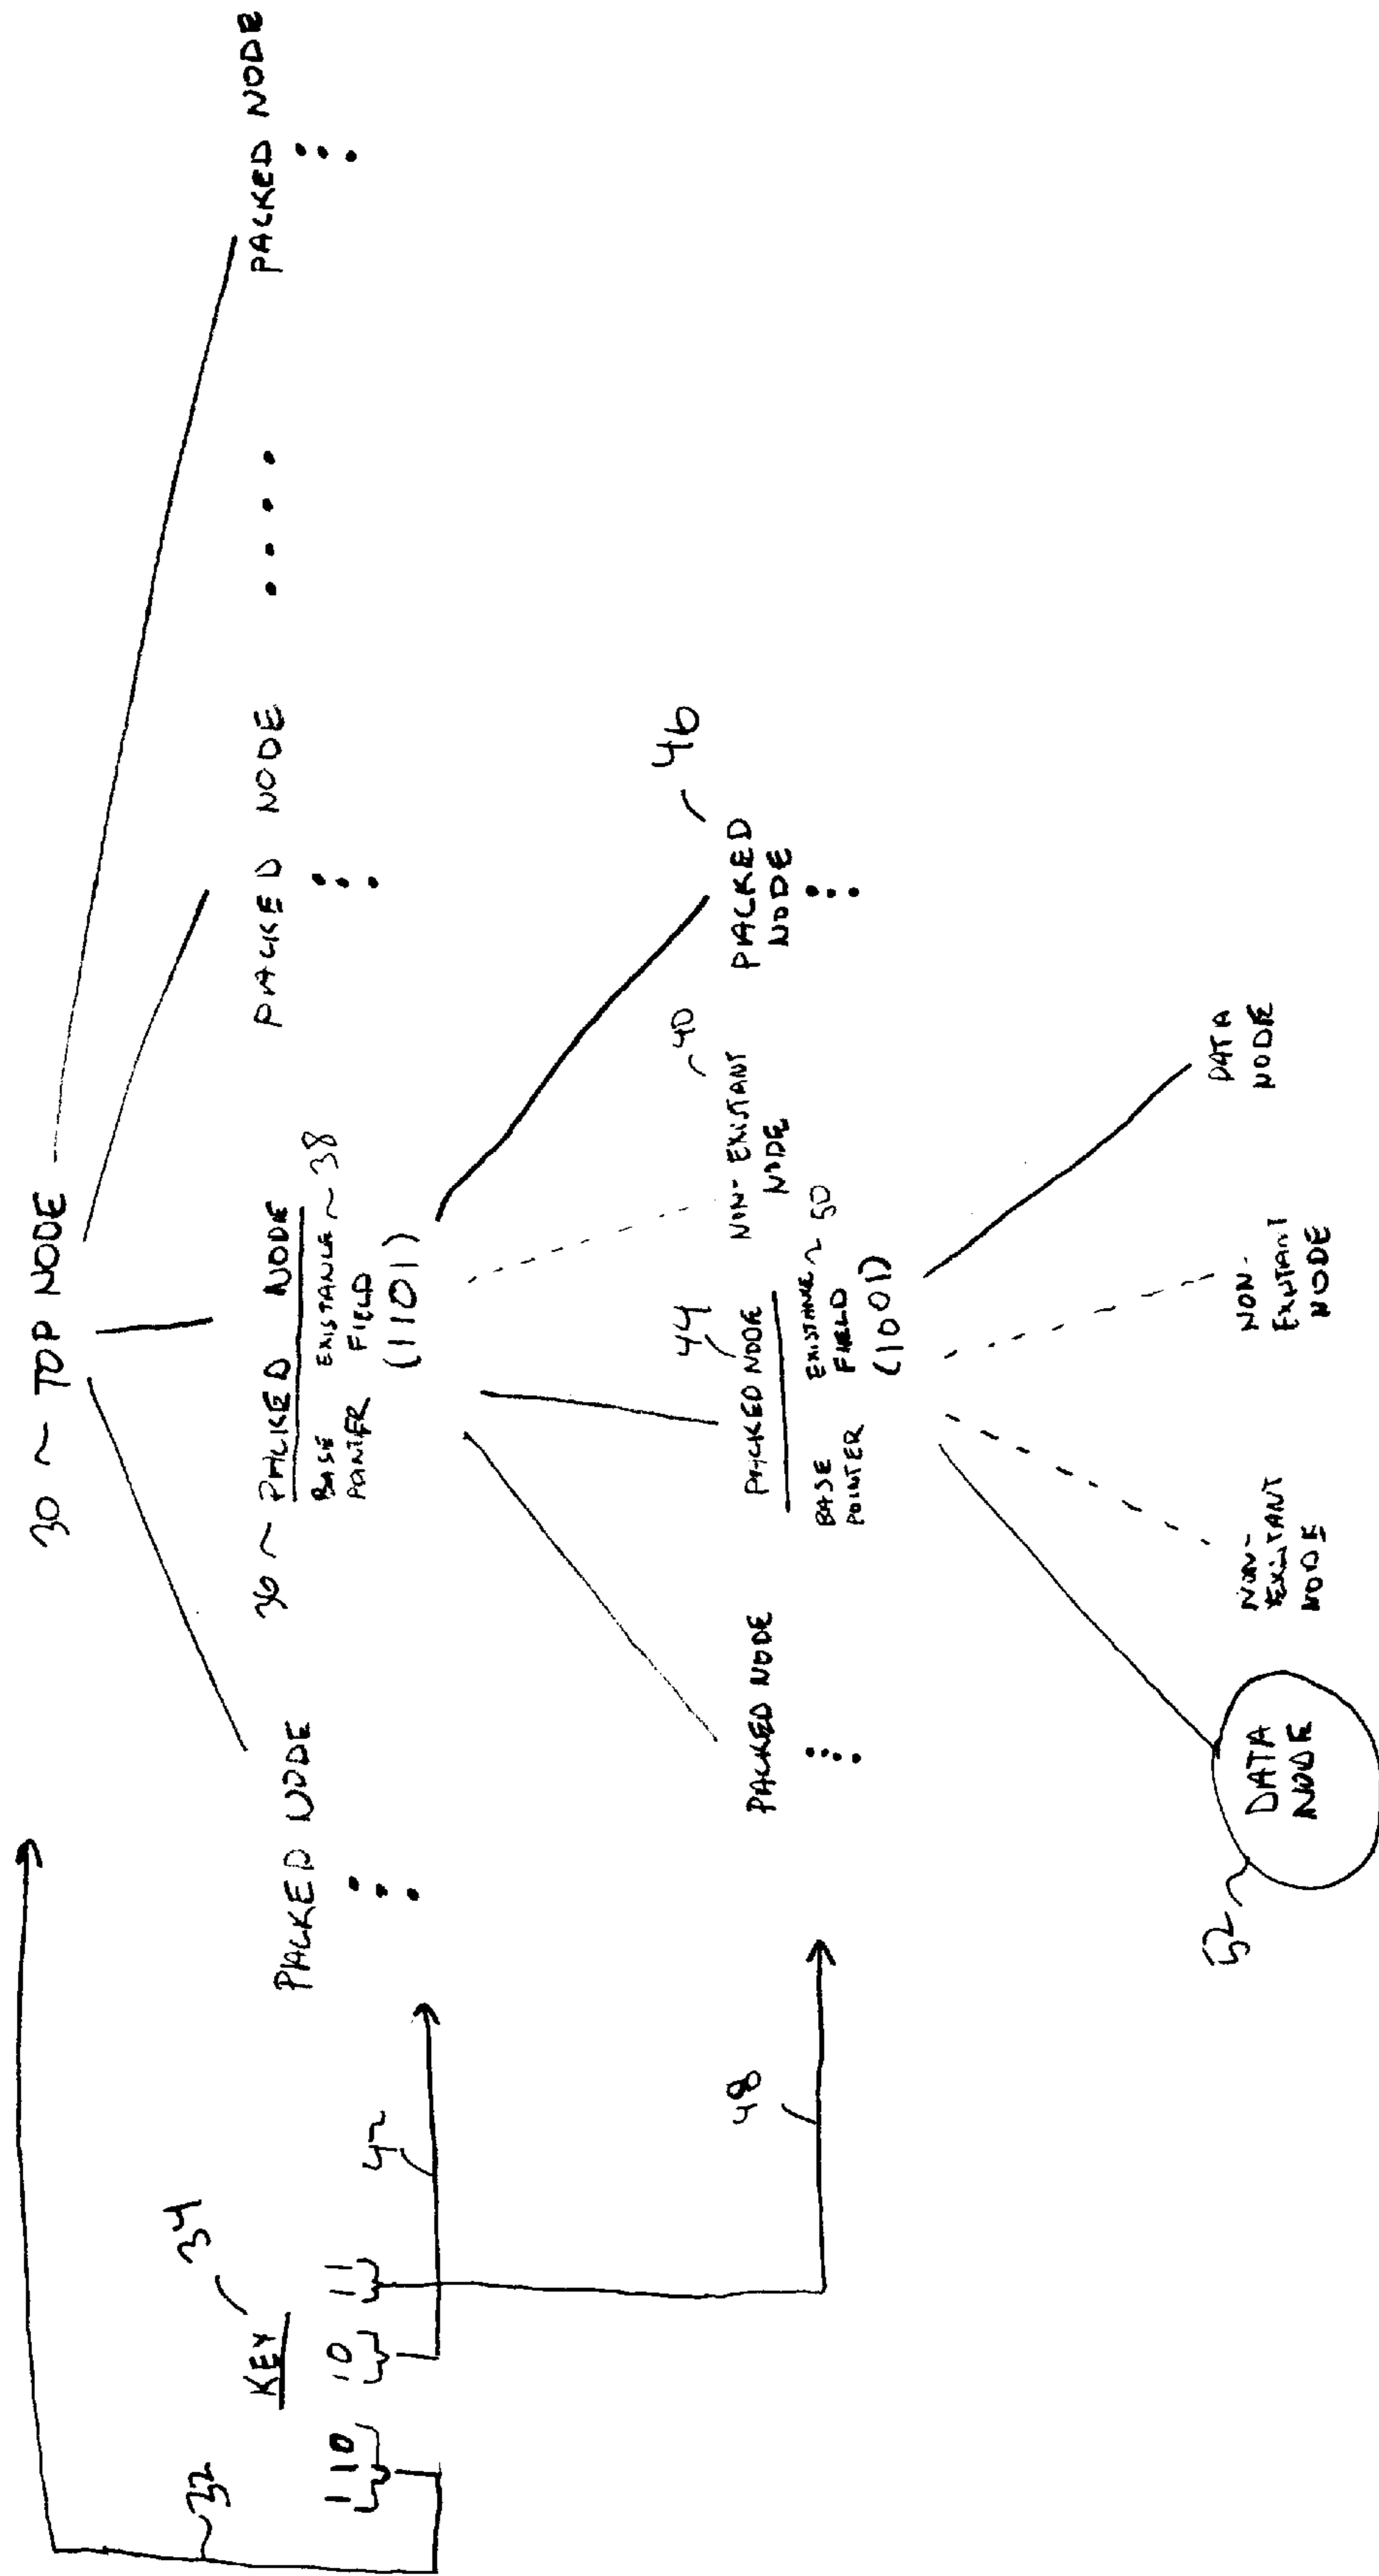 30 ~ TOP NODE
32
KEY
34
110 10 11
PACKED NODE
36 ~ PACKED NODE
BASE EXISTANCE ~ 38
POINTER FIELD
(1101)
PACKED NODE
PACKED NODE
42
48
PACKED NODE
44
PACKED NODE
BASE EXISTANCE ~ 50
POINTER FIELD
(1001)
40
NON-EXISTANT
NODE
46
PACKED
NODE
52
DATA
NODE
NON-
EXISTANT
NODE
NON-
EXISTANT
NODE
DATA
NODE